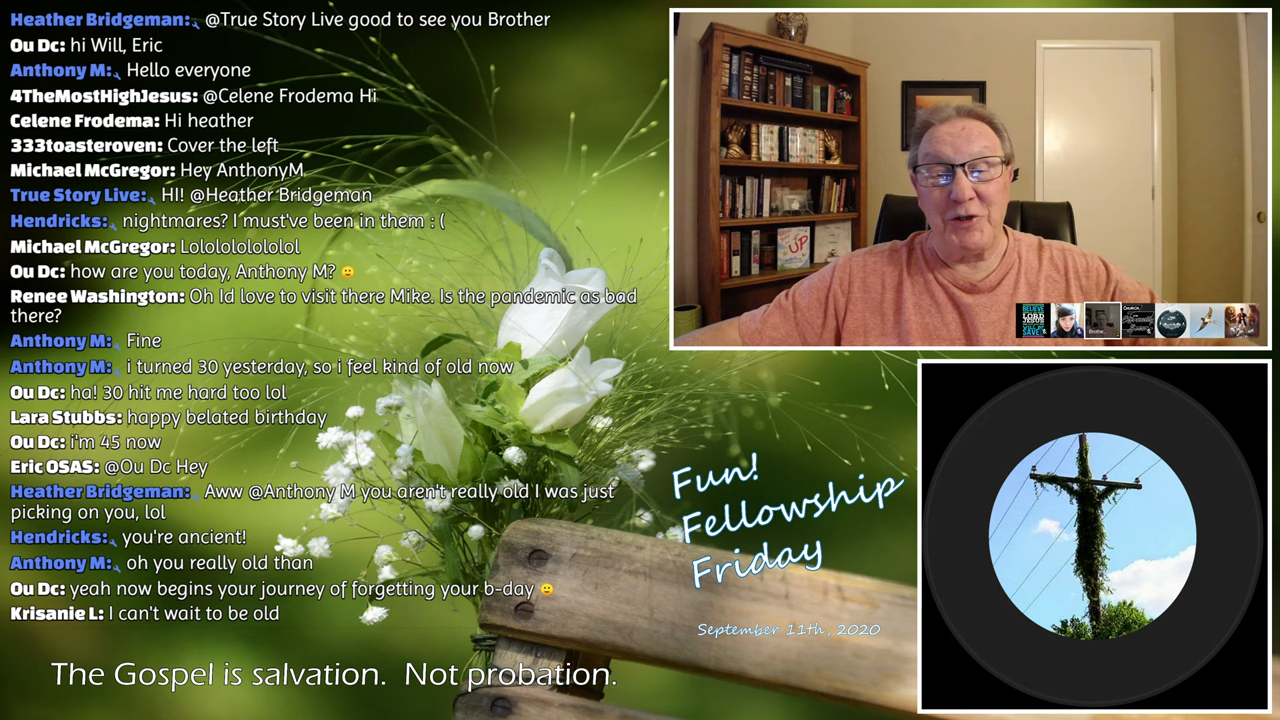 Heather Bridgeman: @True Story Live good to see you Brother
Ou Dc: hi Will, Eric
Anthony M: Hello everyone
4TheMostHighJesus: @Celene Frodema Hi
Celene Frodema: Hi heather
333toasteroven: Cover the left
Michael McGregor: Hey AnthonyM
True Story Live: HI! @Heather Bridgeman
Hendricks: nightmares? I must've been in them : (
Michael McGregor: Lolololololololol
Ou Dc: how are you today, Anthony M? 🙂
Renee Washington: Oh Id love to visit there Mike. Is the pandemic as bad
there?
Anthony M: Fine
Anthony M: i turned 30 yesterday, so i feel kind of old now
Ou Dc: ha! 30 hit me hard too lol
Lara Stubbs: happy belated birthday
Ou Dc: i'm 45 now
Eric OSAS: @Ou Dc Hey
Heather Bridgeman: Aww @Anthony M you aren't really old I was just
picking on you, lol
Hendricks: you're ancient!
Anthony M: oh you really old than
Ou Dc: yeah now begins your journey of forgetting your b-day 🙂
Krisanie L: I can't wait to be old
The Gospel is salvation. Not probation.
UP
BELIEVE
LORD
JESUS
SAVE
Brothe...
CHURCH
Fun!
Fellowship
Friday
September 11th, 2020